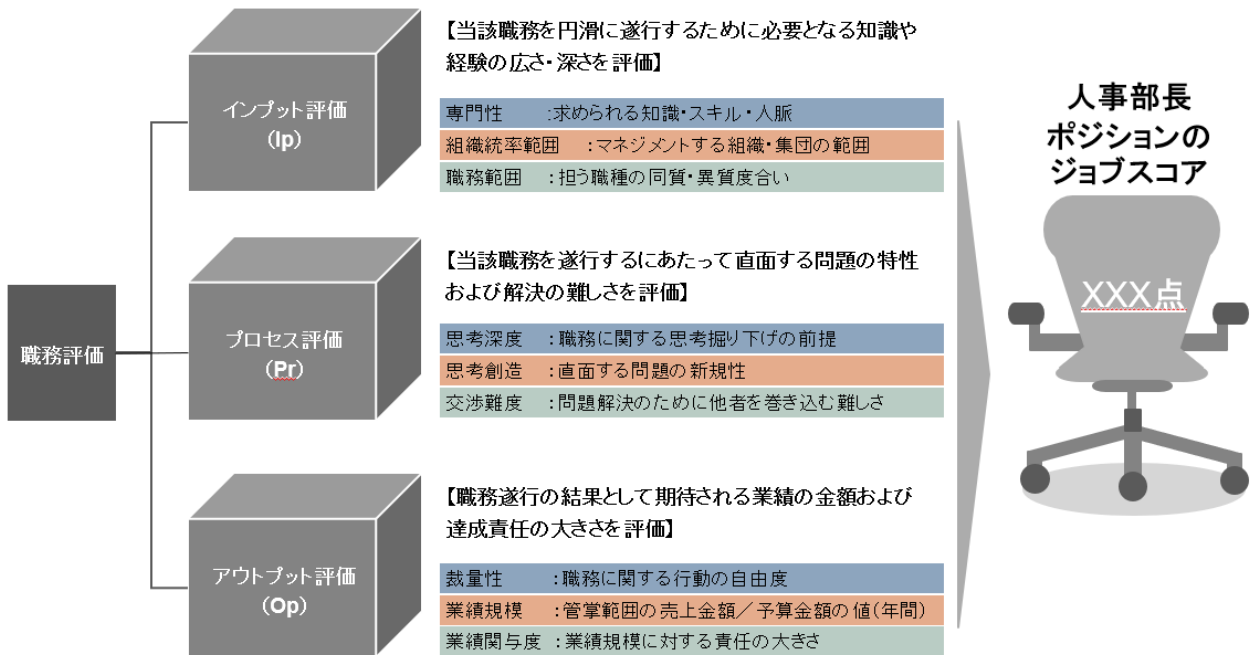 職務評価
インプット評価
(Ip)
【当該職務を円滑に遂行するために必要となる知識や
経験の広さ・深さを評価】
専門性　:求められる知識・スキル・人脈
組織統率範囲　:マネジメントする組織・集団の範囲
職務範囲　:担う職種の同質・異質度合い
プロセス評価
(Pr)
【当該職務を遂行するにあたって直面する問題の特性
および解決の難しさを評価】
思考深度　:職務に関する思考掘り下げの前提
思考創造　:直面する問題の新規性
交渉難度　:問題解決のために他者を巻き込む難しさ
アウトプット評価
(Op)
【職務遂行の結果として期待される業績の金額および
達成責任の大きさを評価】
裁量性　:職務に関する行動の自由度
業績規模　:管掌範囲の売上金額／予算金額の値(年間)
業績関与度　:業績規模に対する責任の大きさ
人事部長
ポジションの
ジョブスコア
XXX点